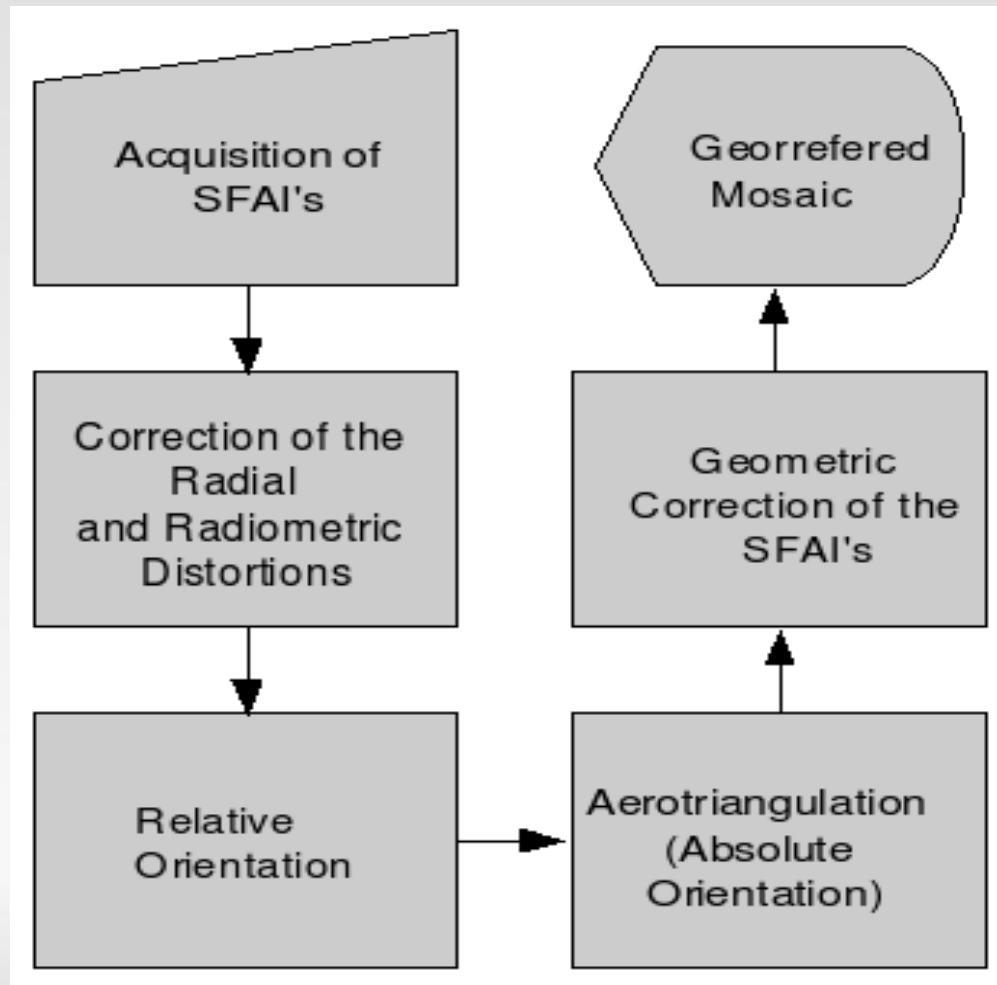 Acquisition of
SFAI's
Correction of the
Radial
and Radiometric
Distortions
Relative
Orientation
Aerotriangulation
(Absolute
Orientation)
Geometric
Correction of the
SFAI's
Georrefered
Mosaic